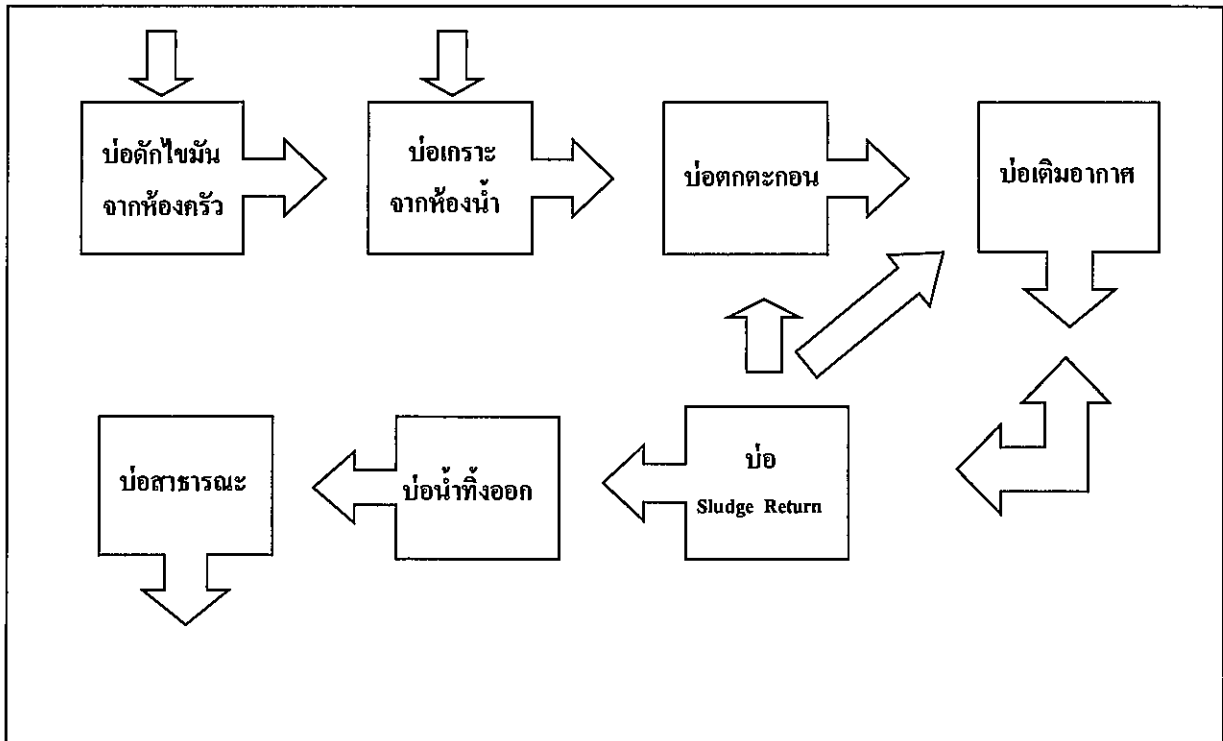 บ่อดักไขมัน
จากห้องครัว
บ่อเกราะ
จากห้องน้ำ
บ่อตกตะกอน
บ่อเติมอากาศ
บ่อสาธารณะ
บ่อน้ำทิ้งออก
บ่อ
Sludge Return